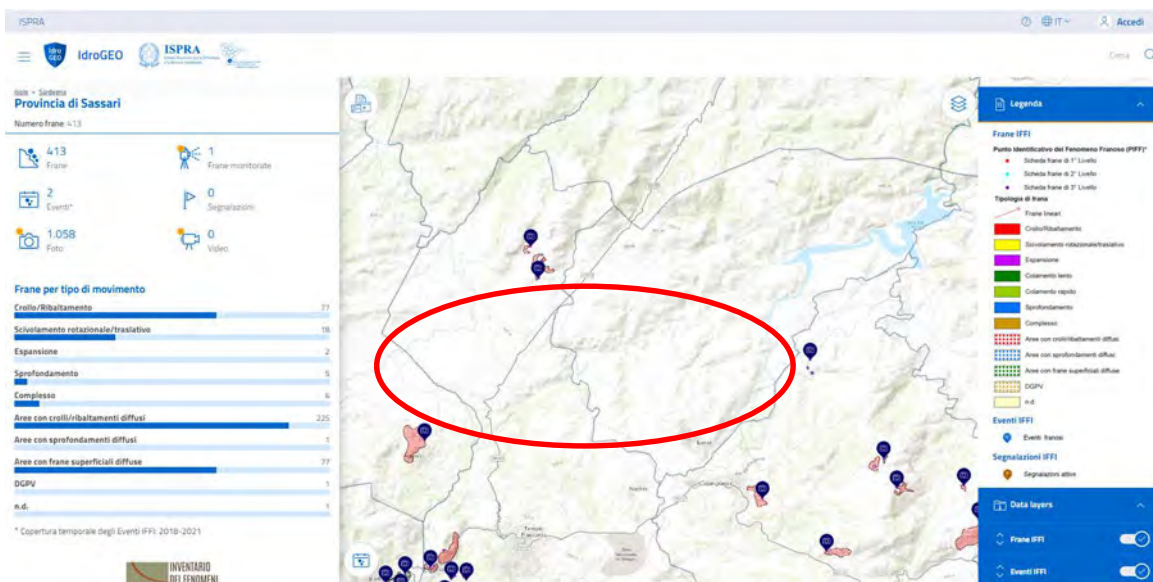 ISPRA
IT
Accedi
IdroGEO
ISPRA
Cerca
Italia • Sardegna
Provincia di Sassari
Numero frane 413
413
Frane
1
Frane monitorate
2
Eventi*
0
Segnalazioni
1.058
Foto
0
Video
Frane per tipo di movimento
Crollo/Ribaltamento 77
Scivolamento rotazionale/traslativo 18
Espansione 2
Sprofondamento 5
Complesso 6
Aree con crolli/ribaltamenti diffusi 225
Aree con sprofondamenti diffusi 1
Aree con frane superficiali diffuse 77
DGPV 1
n.d. 1
* Copertura temporale degli Eventi IFFI: 2018-2021
INVENTARIO
DEI FENOMENI
Legenda
Frane IFFI
Punto Identificativo del Fenomeno Franoso (PIFF)*
Scheda frane di 1° Livello
Scheda frane di 2° Livello
Scheda frane di 3° Livello
Tipologia di frana
Frane lineari
Crollo/Ribaltamento
Scivolamento rotazionale/traslativo
Espansione
Colamento lento
Colamento rapido
Sprofondamento
Complesso
Aree con crolli/ribaltamenti diffusi
Aree con sprofondamenti diffusi
Aree con frane superficiali diffuse
DGPV
n.d.
Eventi IFFI
Eventi franosi
Segnalazioni IFFI
Segnalazioni attive
Data layers
Frane IFFI
Eventi IFFI